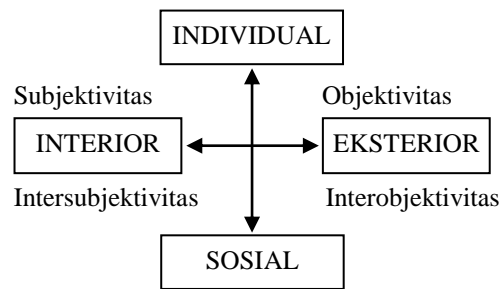 INDIVIDUAL
Subjektivitas
Objektivitas
INTERIOR
EKSTERIOR
Intersubjektivitas
Interobjektivitas
SOSIAL